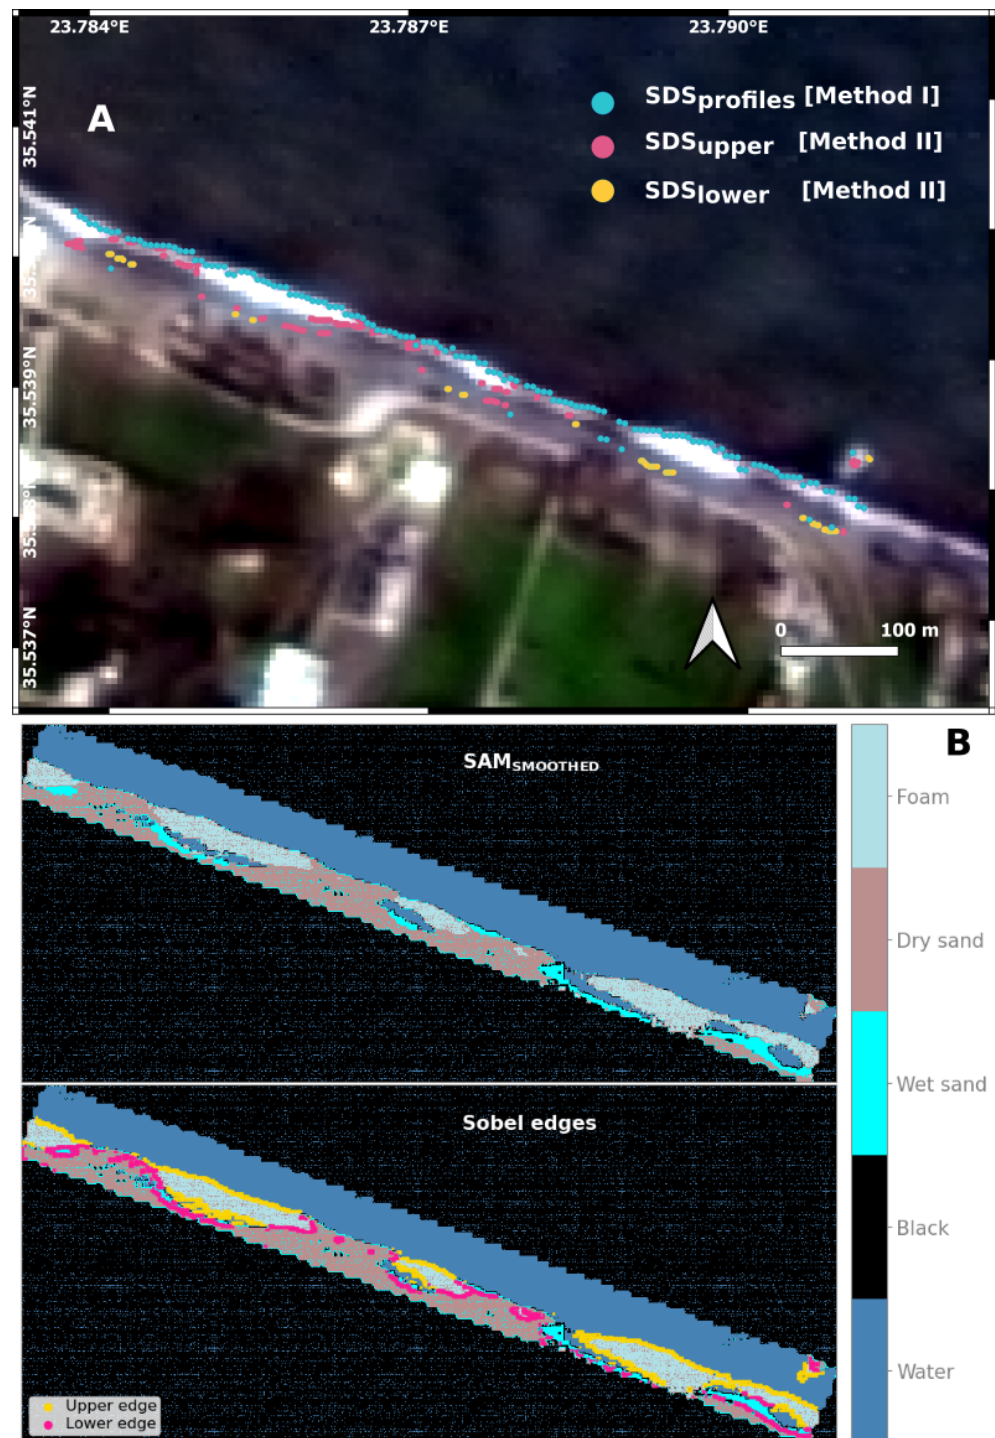 23.784°E 23.787°E 23.790°E
A
SDSprofiles [Method I]
SDSupper [Method II]
SDSlower [Method II]
35.541°N
35.539°N
35.537°N
0 100 m
B
SAMSMOOTHED
Foam
Dry sand
Wet sand
Black
Water
Sobel edges
Upper edge
Lower edge